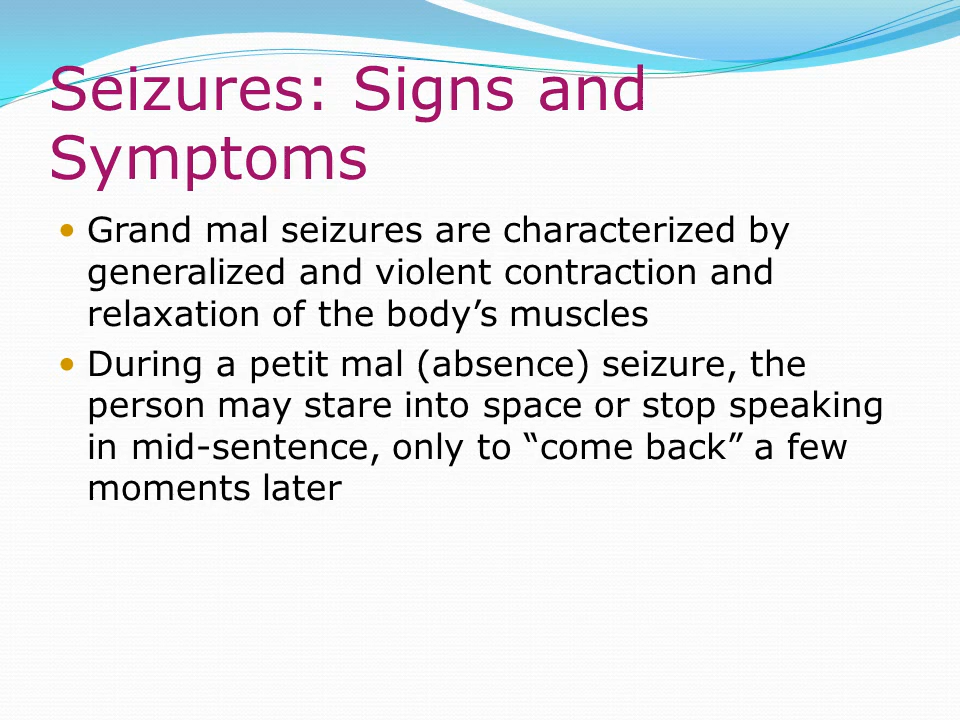 Seizures: Signs and
Symptoms
• Grand mal seizures are characterized by
generalized and violent contraction and
relaxation of the body’s muscles
• During a petit mal (absence) seizure, the
person may stare into space or stop speaking
in mid-sentence, only to “come back” a few
moments later